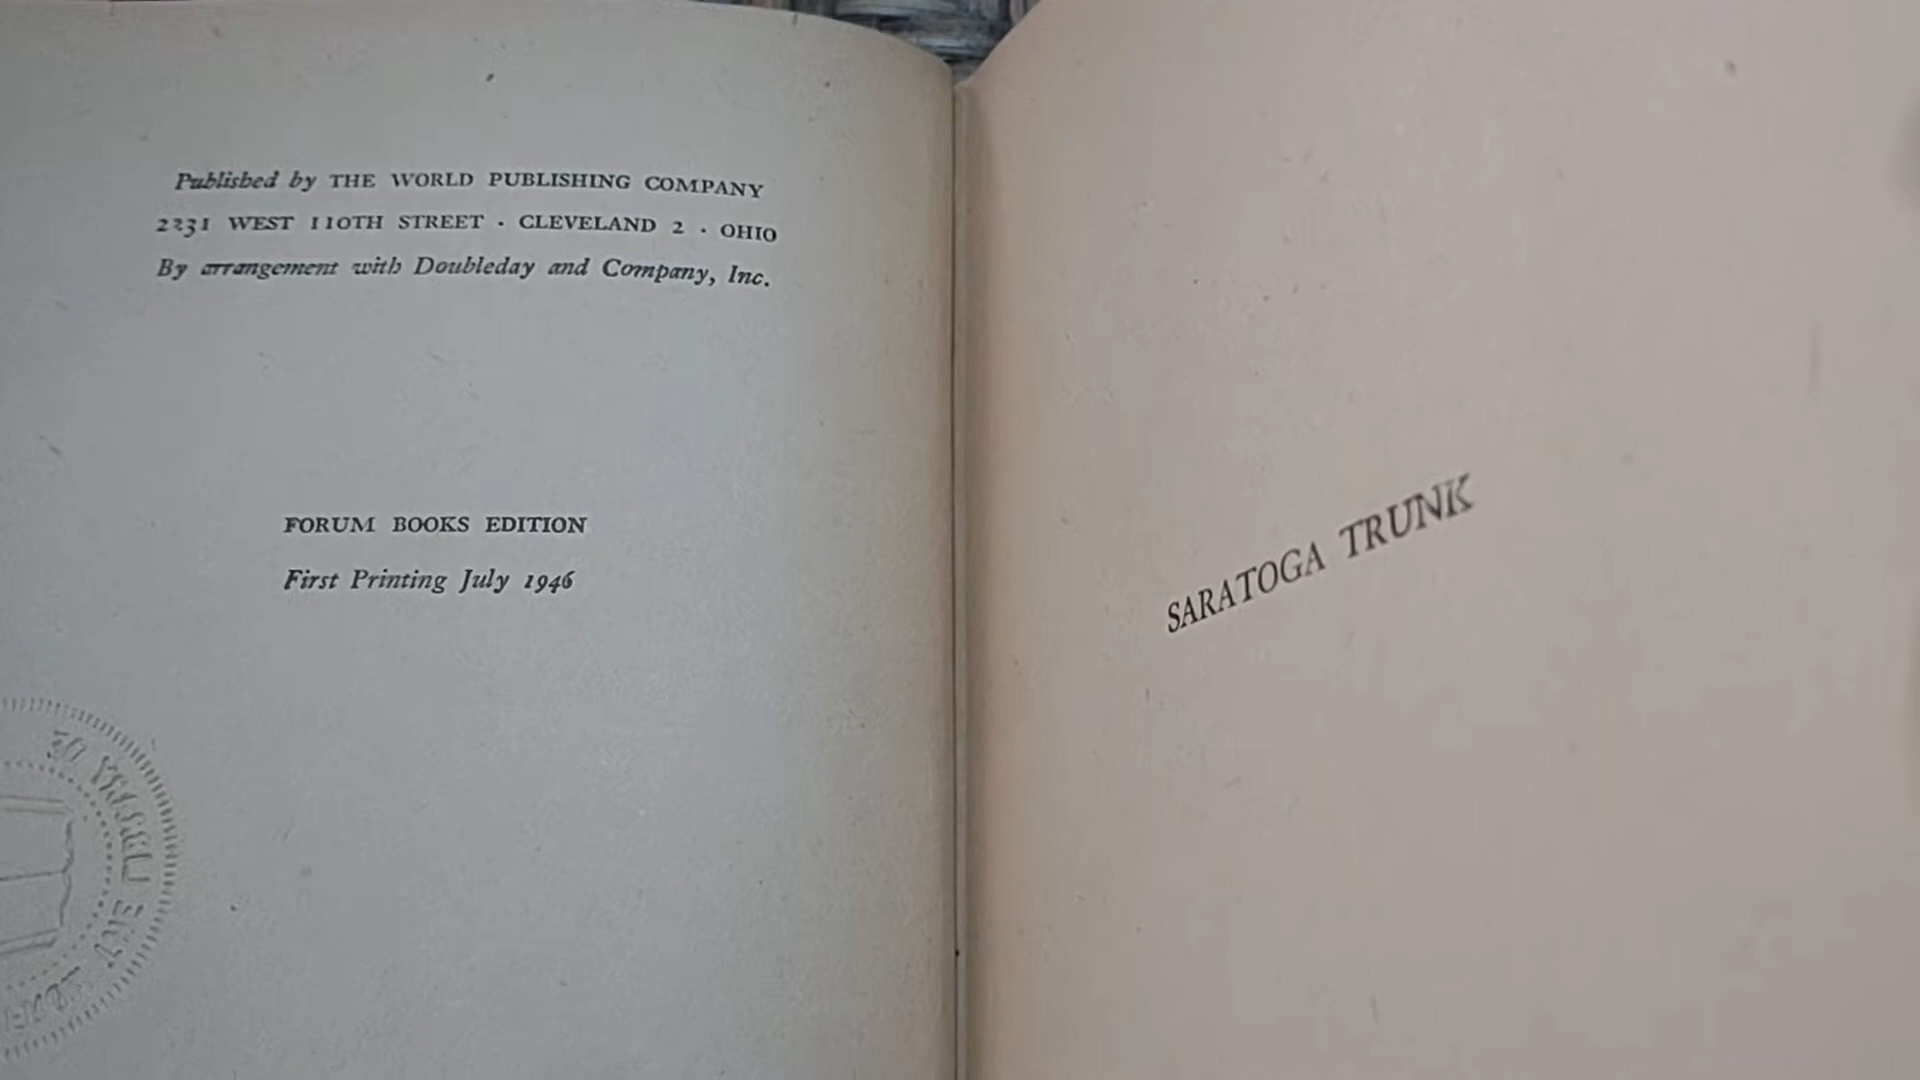 Published by THE WORLD PUBLISHING COMPANY
2231 WEST 110TH STREET · CLEVELAND 2 · OHIO
By arrangement with Doubleday and Company, Inc.
FORUM BOOKS EDITION
First Printing July 1946
SARATOGA TRUNK